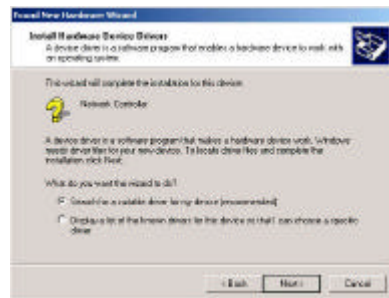 Found New Hardware Wizard
Install Hardware Device Drivers
A device driver is a software program that enables a hardware device to work with
an operating system.
This wizard will complete the installation for this device:
Network Controller
A device driver is a software program that makes a hardware device work. Windows
needs driver files for your new device. To locate driver files and complete the
installation click Next.
What do you want the wizard to do?
Search for a suitable driver for my device (recommended)
Display a list of the known drivers for this device so that I can choose a specific
driver
< Back
Next >
Cancel